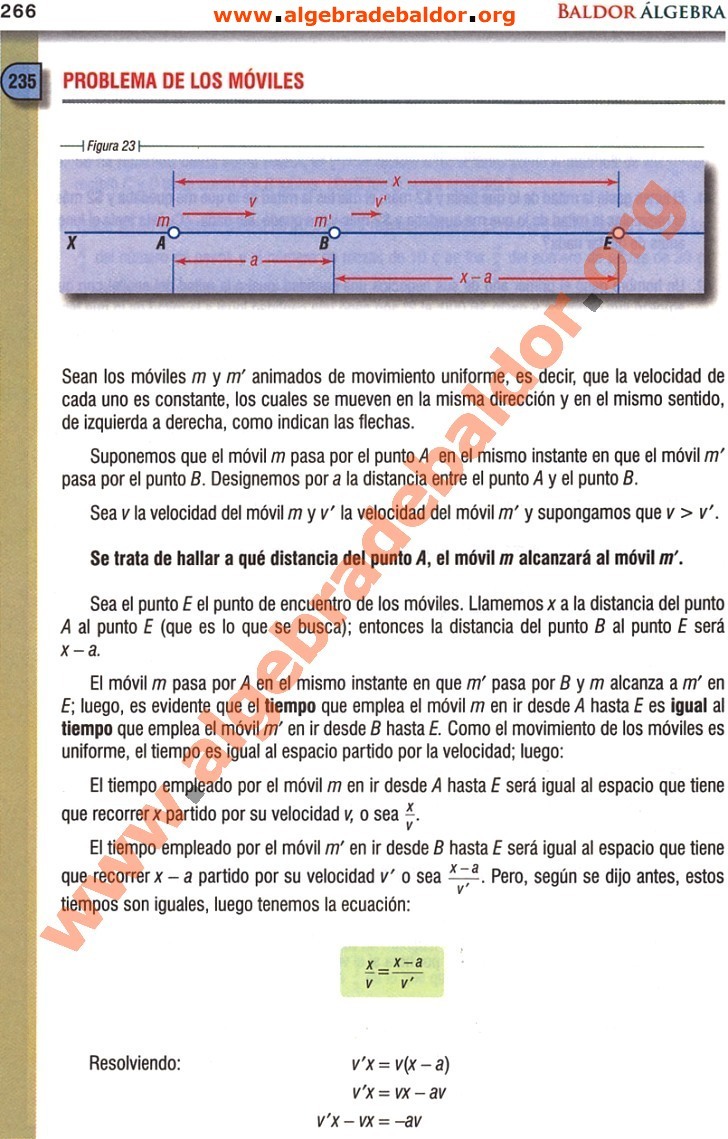 266
www.algebradebaldor.org
BALDOR ÁLGEBRA
235
PROBLEMA DE LOS MÓVILES
Figura 23
x
v
v'
m
m'
X
A
B
E
a
x – a
Sean los móviles m y m′ animados de movimiento uniforme, es decir, que la velocidad de
cada uno es constante, los cuales se mueven en la misma dirección y en el mismo sentido,
de izquierda a derecha, como indican las flechas.
Suponemos que el móvil m pasa por el punto A en el mismo instante en que el móvil m′
pasa por el punto B. Designemos por a la distancia entre el punto A y el punto B.
Sea v la velocidad del móvil m y v′ la velocidad del móvil m′ y supongamos que v > v′.
Se trata de hallar a qué distancia del punto A, el móvil m alcanzará al móvil m′.
Sea el punto E el punto de encuentro de los móviles. Llamemos x a la distancia del punto
A al punto E (que es lo que se busca); entonces la distancia del punto B al punto E será
x – a.
El móvil m pasa por A en el mismo instante en que m′ pasa por B y m alcanza a m′ en
E; luego, es evidente que el tiempo que emplea el móvil m en ir desde A hasta E es igual al
tiempo que emplea el móvil m′ en ir desde B hasta E. Como el movimiento de los móviles es
uniforme, el tiempo es igual al espacio partido por la velocidad; luego:
El tiempo empleado por el móvil m en ir desde A hasta E será igual al espacio que tiene
que recorrer x partido por su velocidad v, o sea x/v.
El tiempo empleado por el móvil m′ en ir desde B hasta E será igual al espacio que tiene
que recorrer x – a partido por su velocidad v′ o sea x–a/v′. Pero, según se dijo antes, estos
tiempos son iguales, luego tenemos la ecuación:
x/v = x–a/v′
Resolviendo: v′x = v(x – a)
v′x = vx – av
v′x – vx = –av
www.algebradebaldor.org